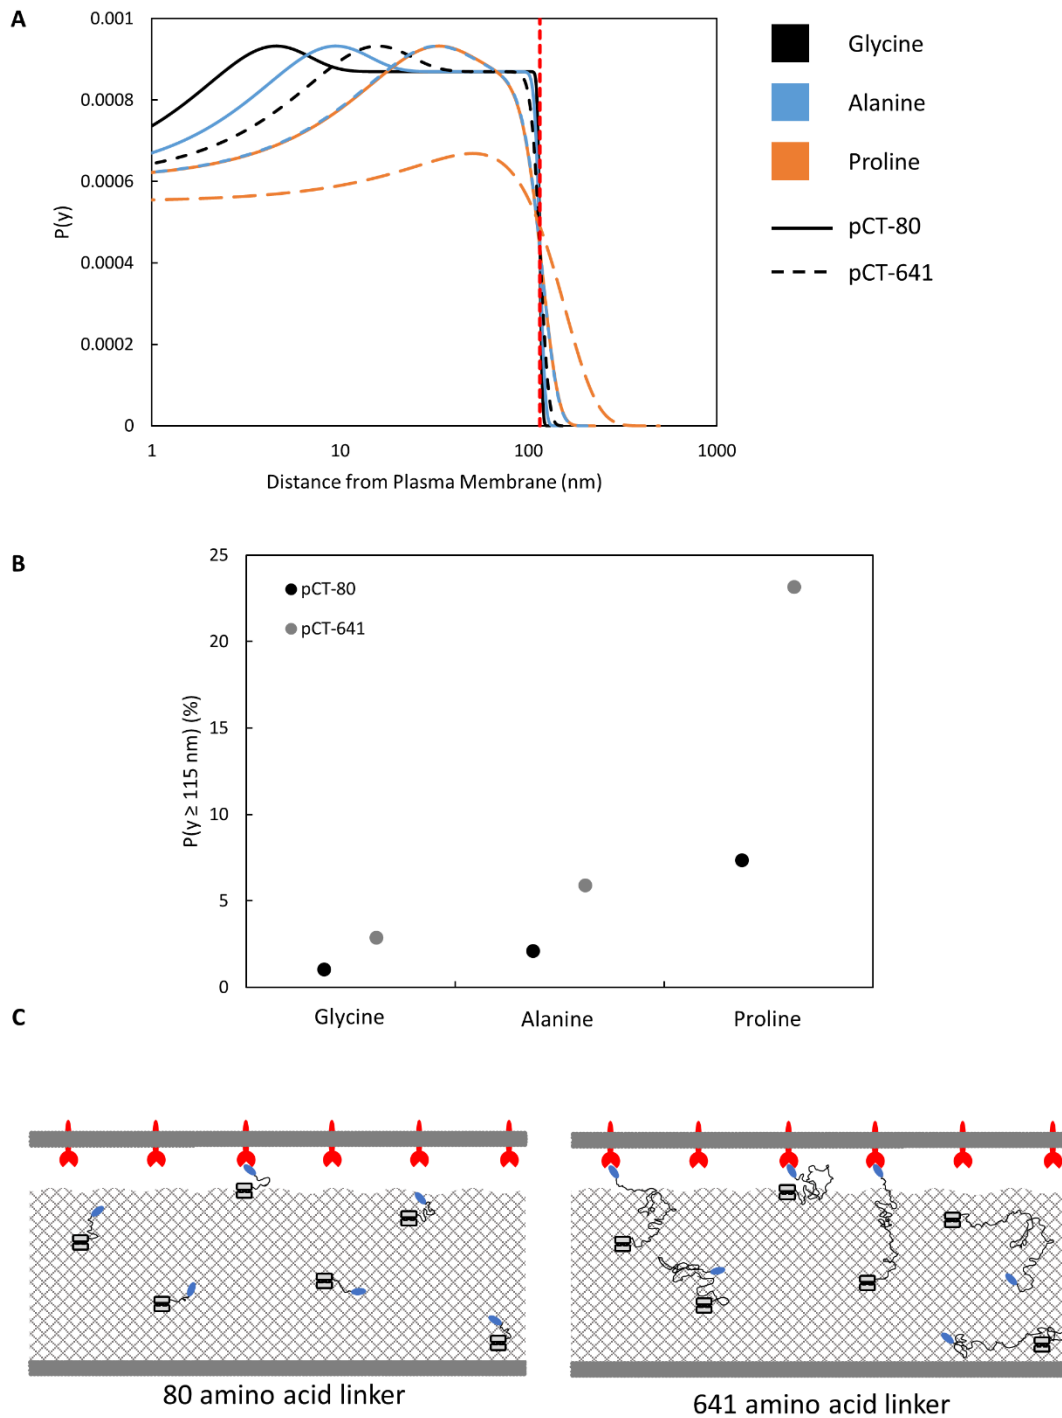 A
0.001
0.0008
0.0006
0.0004
0.0002
0
P(y)
1
10
100
1000
Distance from Plasma Membrane (nm)
Glycine
Alanine
Proline
pCT-80
pCT-641
B
25
20
15
10
5
0
P(y ≥ 115 nm) (%)
pCT-80
pCT-641
Glycine
Alanine
Proline
C
80 amino acid linker
641 amino acid linker